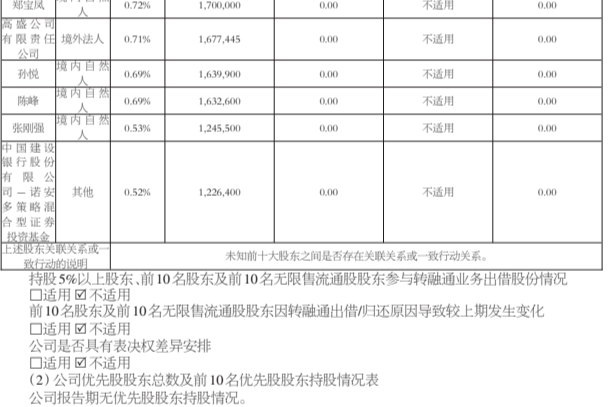 郑宝凤 境内自然人 0.72% 1,700,000 0.00 不适用 0.00
高盛公司有限责任公司 境外法人 0.71% 1,677,445 0.00 不适用 0.00
孙悦 境内自然人 0.69% 1,639,900 0.00 不适用 0.00
陈峰 境内自然人 0.69% 1,632,600 0.00 不适用 0.00
张刚强 境内自然人 0.53% 1,245,500 0.00 不适用 0.00
中国建设银行股份有限公司－诺安多策略混合型证券投资基金 其他 0.52% 1,226,400 0.00 不适用 0.00
上述股东关联关系或一致行动的说明 未知前十大股东之间是否存在关联关系或一致行动关系。
持股5%以上股东、前10名股东及前10名无限售流通股股东参与转融通业务出借股份情况
□适用 ☑不适用
前10名股东及前10名无限售流通股股东因转融通出借/归还原因导致较上期发生变化
□适用 ☑不适用
公司是否具有表决权差异安排
□适用 ☑不适用
（2）公司优先股股东总数及前10名优先股股东持股情况表
公司报告期无优先股股东持股情况。